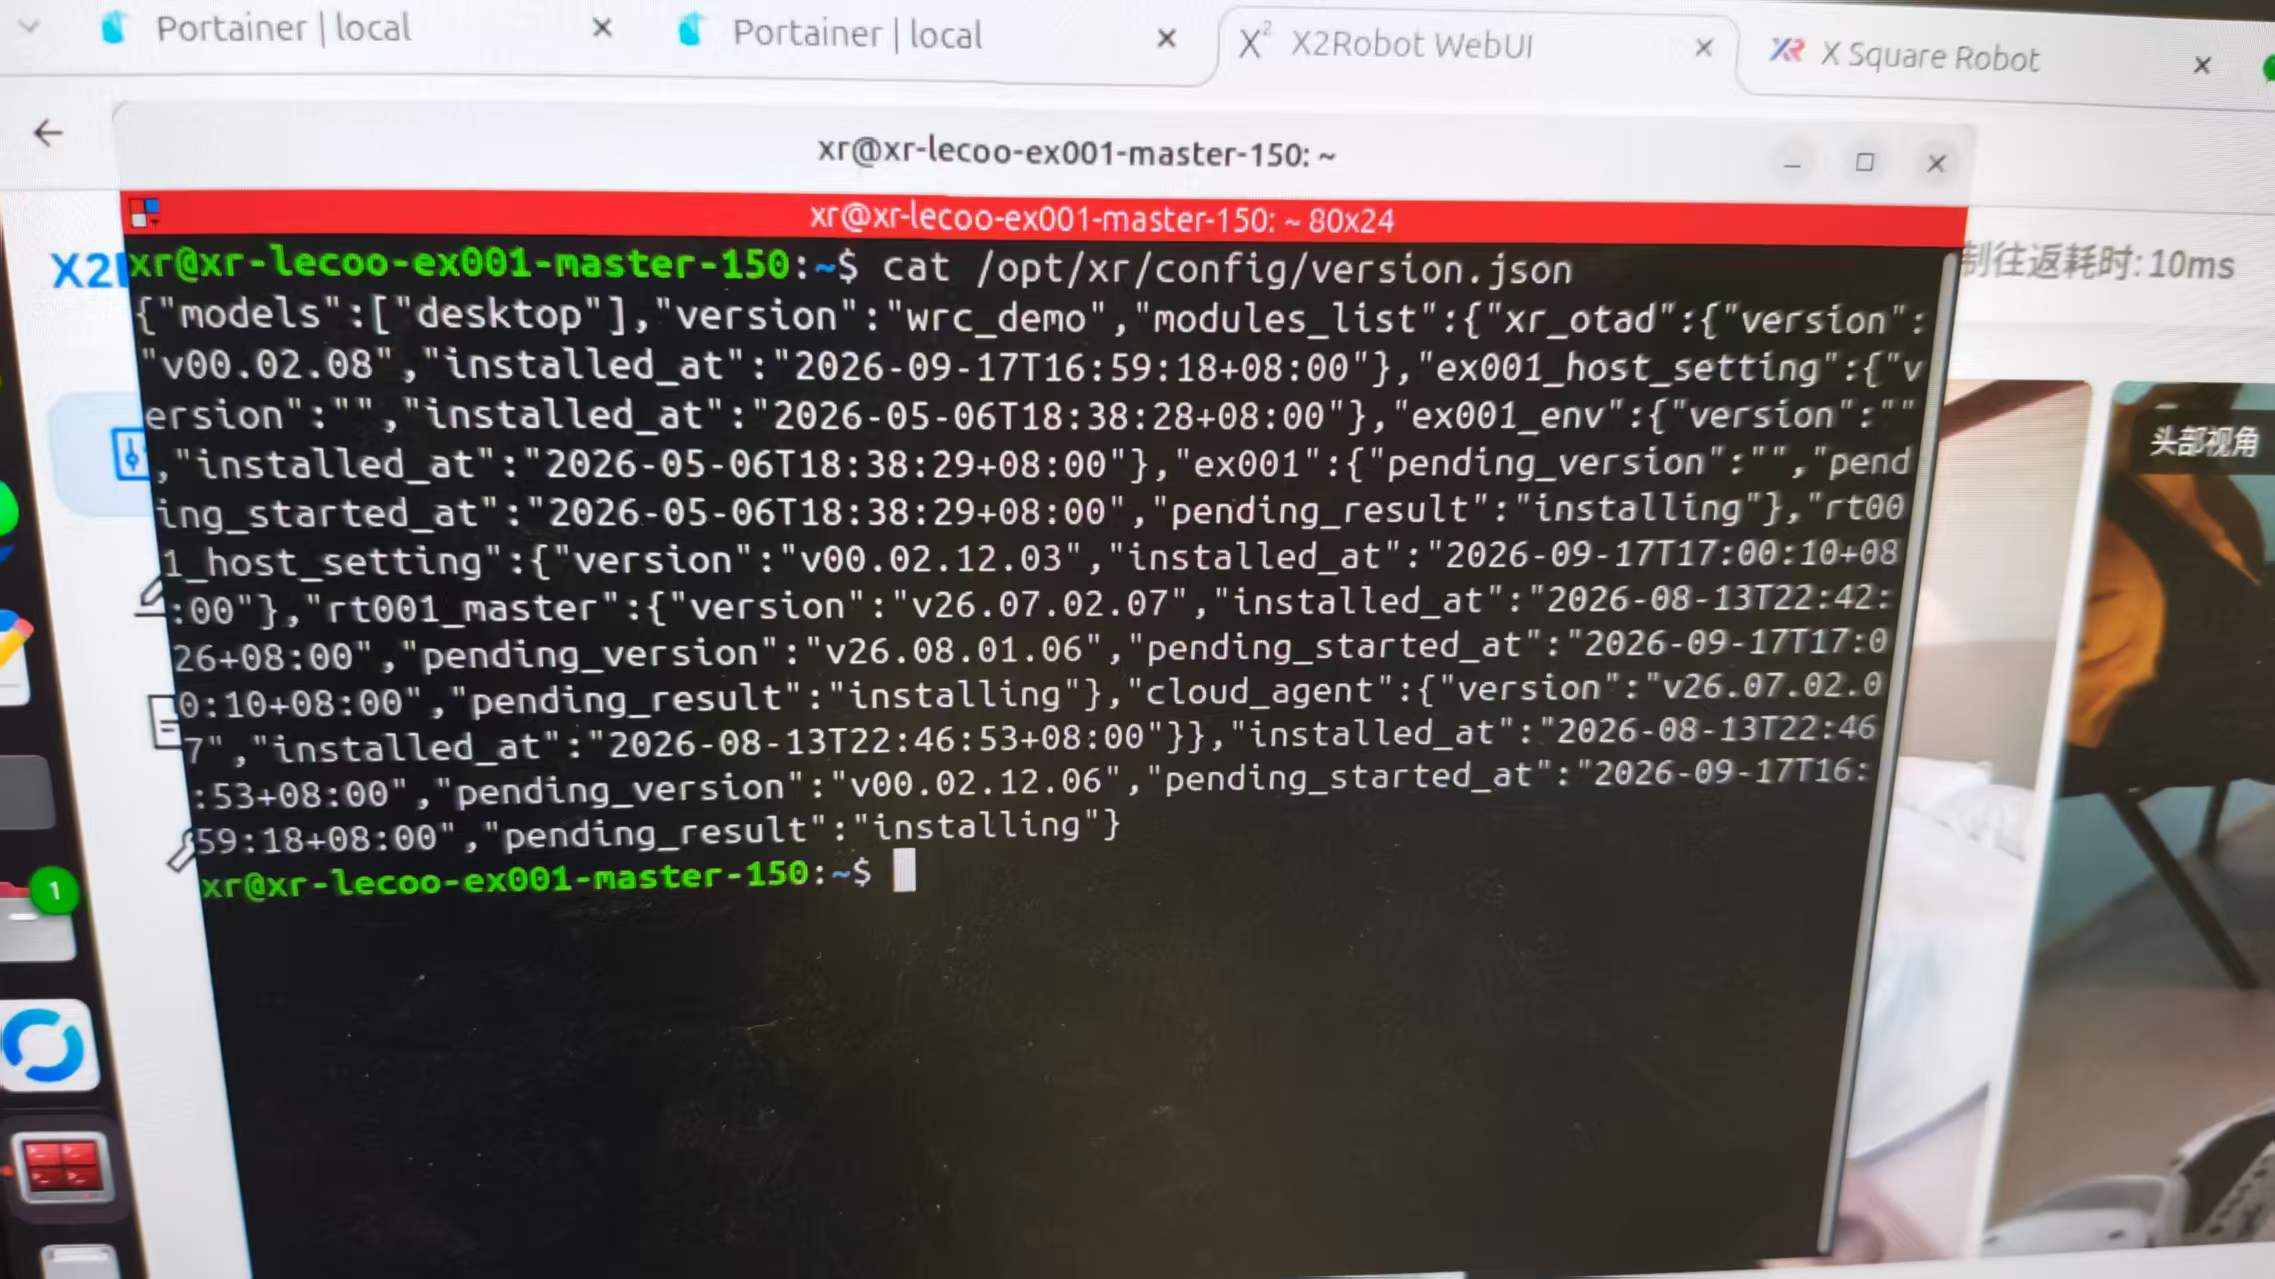 Portainer | local
Portainer | local
X² X2Robot WebUI
XR X Square Robot
xr@xr-lecoo-ex001-master-150: ~
xr@xr-lecoo-ex001-master-150: ~ 80x24
制往返耗时: 10ms
X2
xr@xr-lecoo-ex001-master-150:~$ cat /opt/xr/config/version.json
{"models":["desktop"],"version":"wrc_demo","modules_list":{"xr_otad":{"version":
"v00.02.08","installed_at":"2026-09-17T16:59:18+08:00"},"ex001_host_setting":{"v
ersion":"","installed_at":"2026-05-06T18:38:28+08:00"},"ex001_env":{"version":""
,"installed_at":"2026-05-06T18:38:29+08:00"},"ex001":{"pending_version":"","pend
ing_started_at":"2026-05-06T18:38:29+08:00","pending_result":"installing"},"rt00
1_host_setting":{"version":"v00.02.12.03","installed_at":"2026-09-17T17:00:10+08
:00"},"rt001_master":{"version":"v26.07.02.07","installed_at":"2026-08-13T22:42:
26+08:00","pending_version":"v26.08.01.06","pending_started_at":"2026-09-17T17:0
0:10+08:00","pending_result":"installing"},"cloud_agent":{"version":"v26.07.02.0
7","installed_at":"2026-08-13T22:46:53+08:00"}},"installed_at":"2026-08-13T22:46
:53+08:00","pending_version":"v00.02.12.06","pending_started_at":"2026-09-17T16:
59:18+08:00","pending_result":"installing"}
xr@xr-lecoo-ex001-master-150:~$
头部视角
1